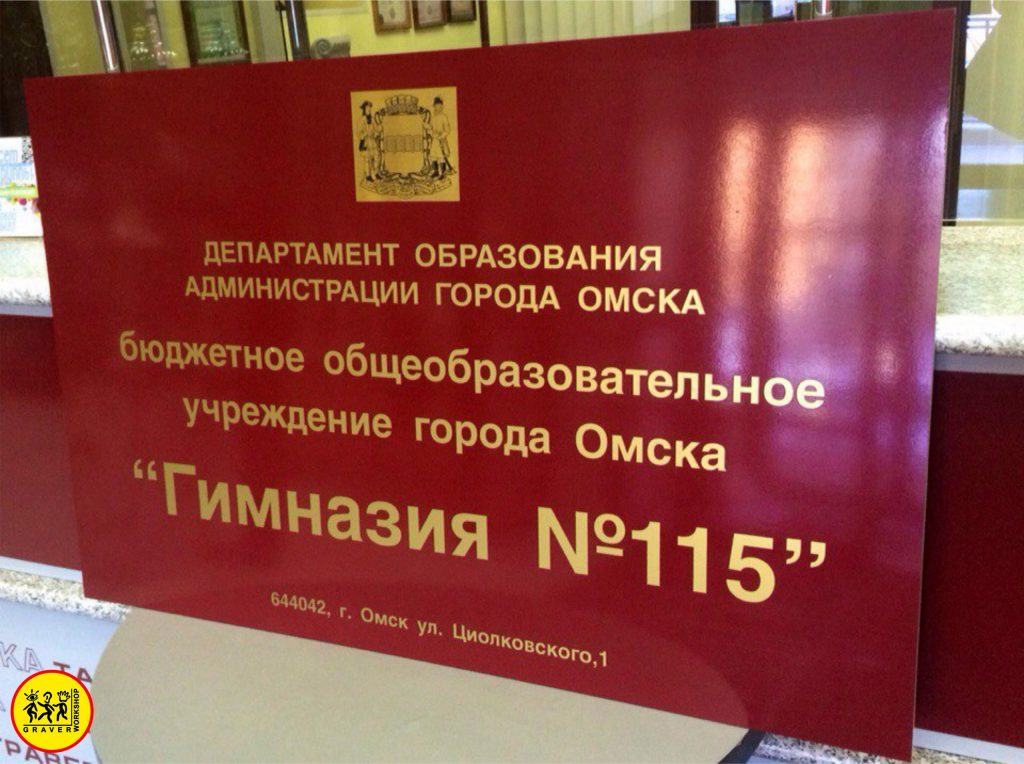 ДЕПАРТАМЕНТ ОБРАЗОВАНИЯ
АДМИНИСТРАЦИИ ГОРОДА ОМСКА
бюджетное общеобразовательное
учреждение города Омска
“Гимназия №115”
644042, г. Омск ул. Циолковского,1
GRAVER
WORKSHOP